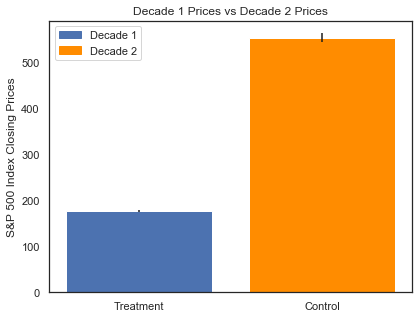 Decade 1 Prices vs Decade 2 Prices
Decade 1
Decade 2
S&P 500 Index Closing Prices
500
400
300
200
100
0
Treatment
Control